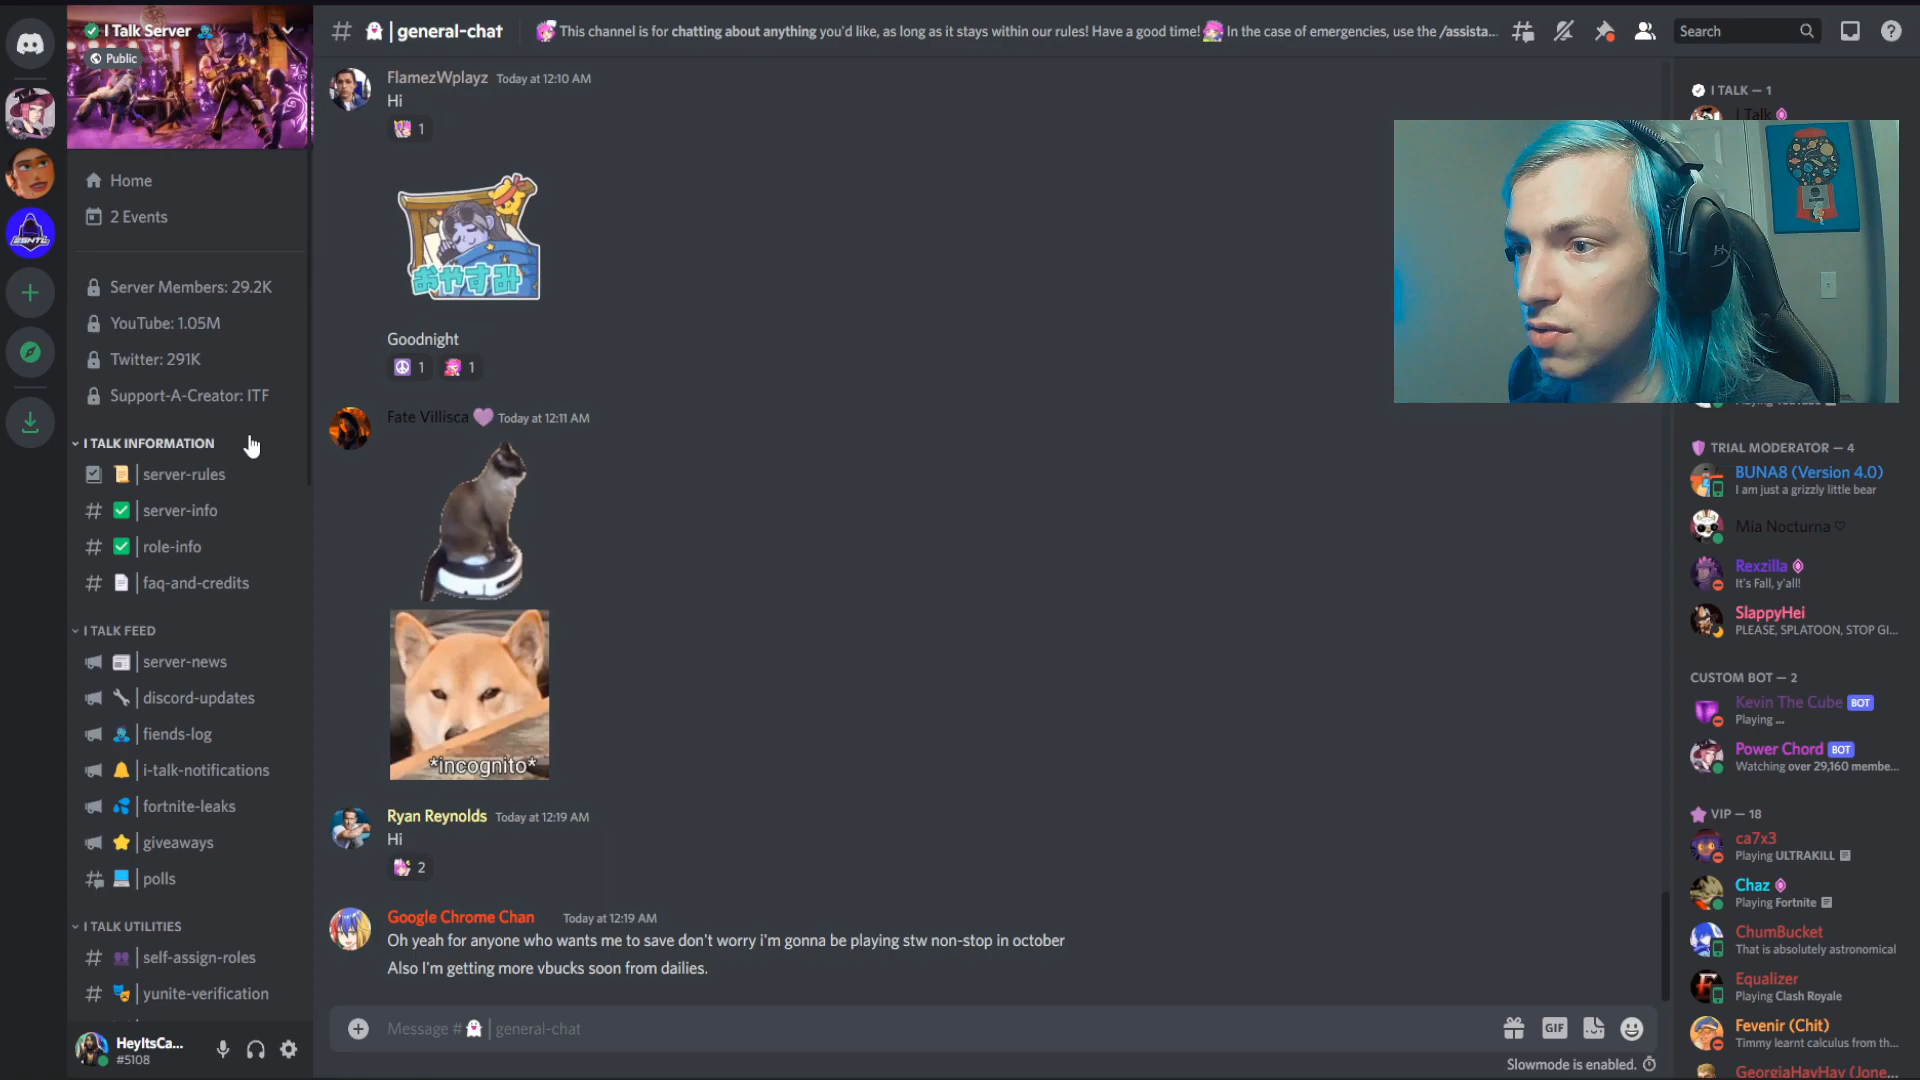 I Talk Server
Public
Home
2 Events
Server Members: 29.2K
YouTube: 1.05M
Twitter: 291K
Support-A-Creator: ITF
I TALK INFORMATION
server-rules
server-info
role-info
faq-and-credits
I TALK FEED
server-news
discord-updates
fiends-log
i-talk-notifications
fortnite-leaks
giveaways
polls
I TALK UTILITIES
self-assign-roles
yunite-verification
HeyItsCa...
#5108
ESNTL
# | general-chat
This channel is for chatting about anything you'd like, as long as it stays within our rules! Have a good time! In the case of emergencies, use the /assista...
Search
FlamezWplayz Today at 12:10 AM
Hi
1
おやすみ
Goodnight
1 1
Fate Villisca Today at 12:11 AM
*incognito*
Ryan Reynolds Today at 12:19 AM
Hi
2
Google Chrome Chan Today at 12:19 AM
Oh yeah for anyone who wants me to save don't worry i'm gonna be playing stw non-stop in october
Also I'm getting more vbucks soon from dailies.
Message # | general-chat
GIF
Slowmode is enabled.
I TALK — 1
I Talk
TRIAL MODERATOR — 4
BUNA8 (Version 4.0)
I am just a grizzly little bear
Mia Nocturna ♡
Rexzilla
It's Fall, y'all!
SlappyHei
PLEASE, SPLATOON, STOP GI...
CUSTOM BOT — 2
Kevin The Cube BOT
Playing ...
Power Chord BOT
Watching over 29,160 membe...
VIP — 18
ca7x3
Playing ULTRAKILL
Chaz
Playing Fortnite
ChumBucket
That is absolutely astronomical
Equalizer
Playing Clash Royale
Fevenir (Chit)
Timmy learnt calculus from th...
GeorgiaHayHay (Jone...